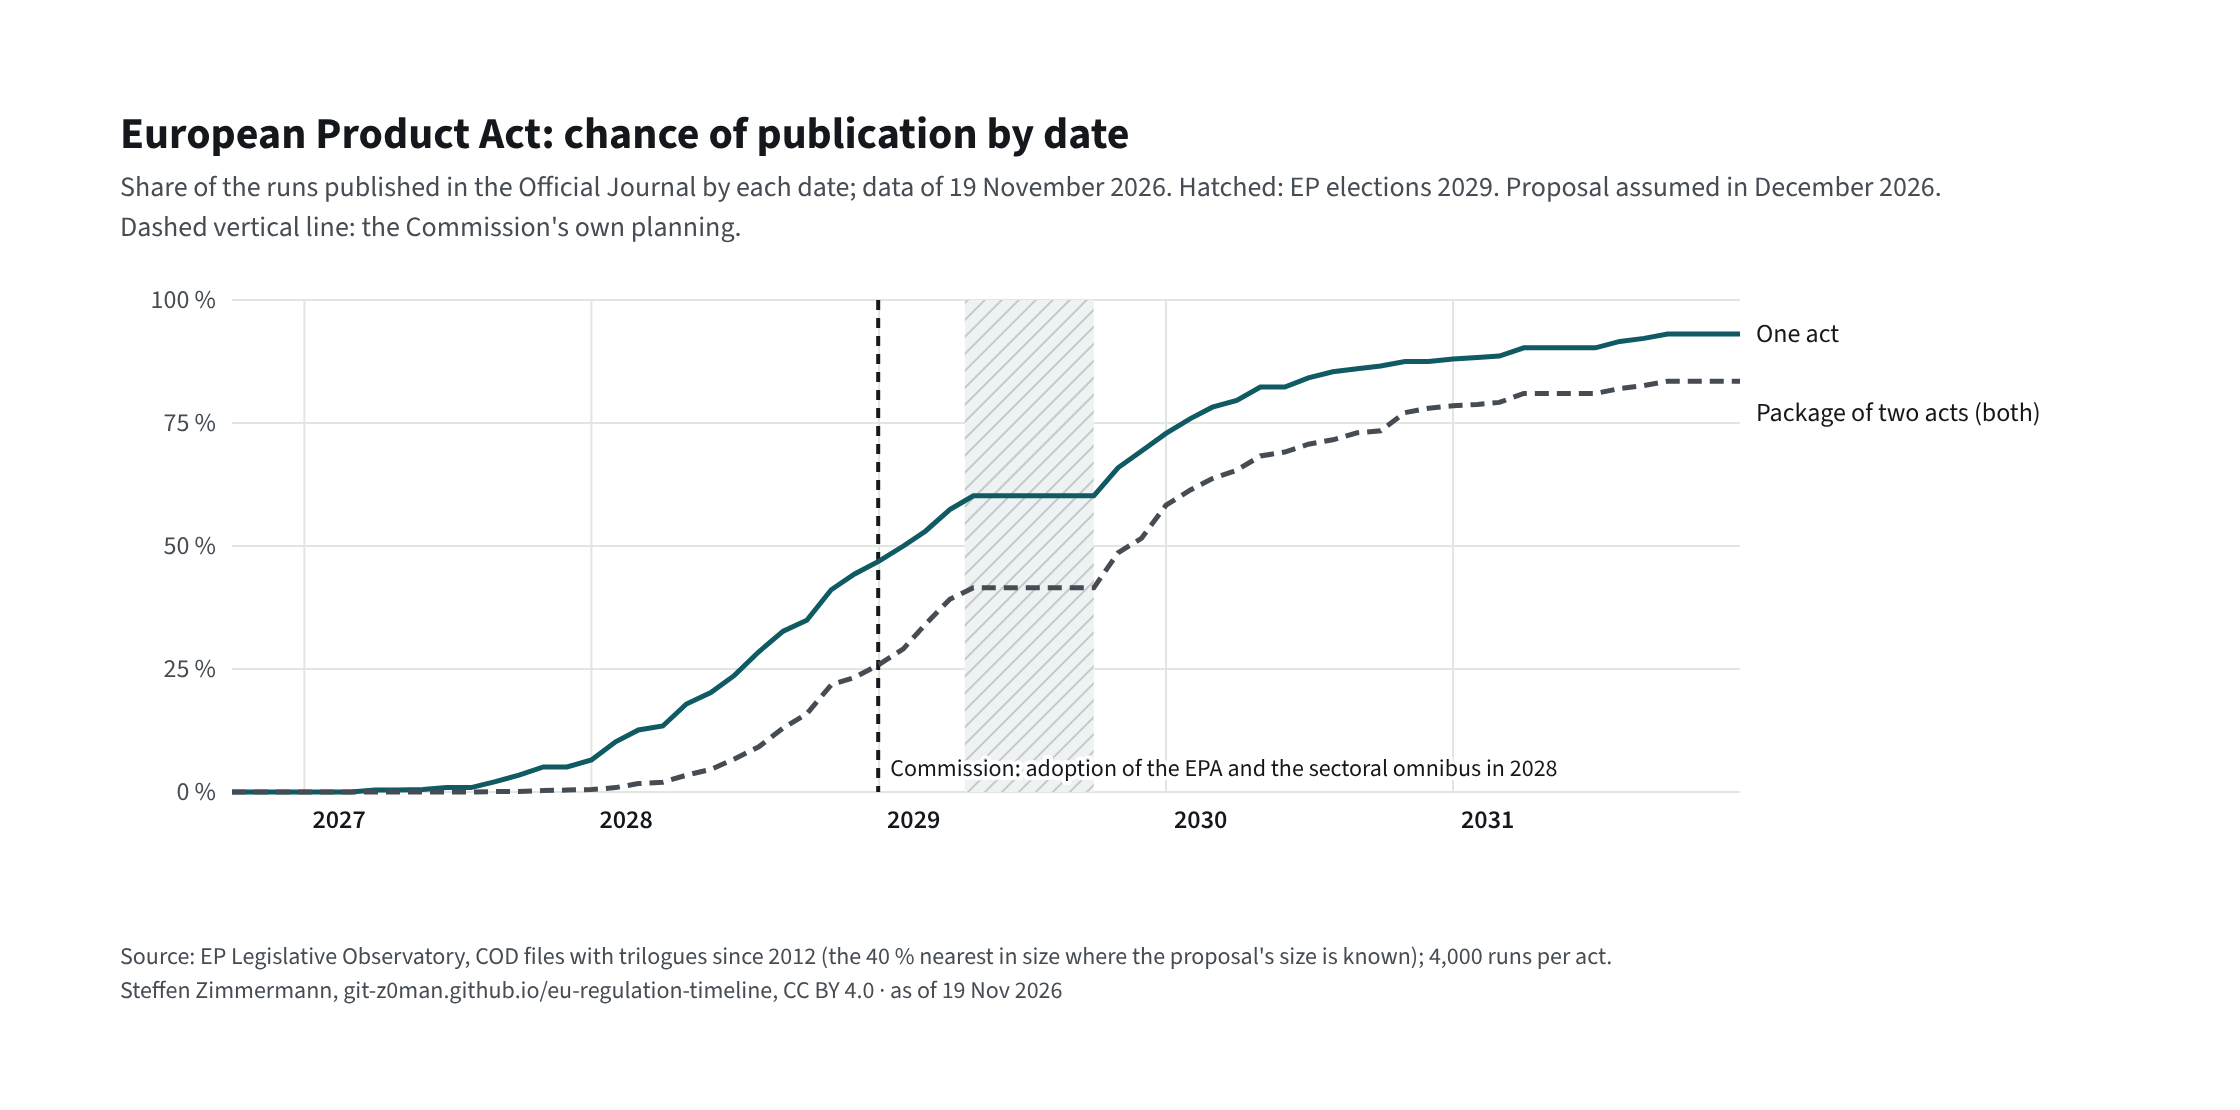 European Product Act: chance of publication by date
Share of the runs published in the Official Journal by each date; data of 19 November 2026. Hatched: EP elections 2029. Proposal assumed in December 2026.
Dashed vertical line: the Commission's own planning.
100 %
One act
75 %
Package of two acts (both)
50 %
25 %
Commission: adoption of the EPA and the sectoral omnibus in 2028
0 %
2027 2028 2029 2030 2031
Source: EP Legislative Observatory, COD files with trilogues since 2012 (the 40 % nearest in size where the proposal's size is known); 4,000 runs per act.
Steffen Zimmermann, git-z0man.github.io/eu-regulation-timeline, CC BY 4.0 · as of 19 Nov 2026